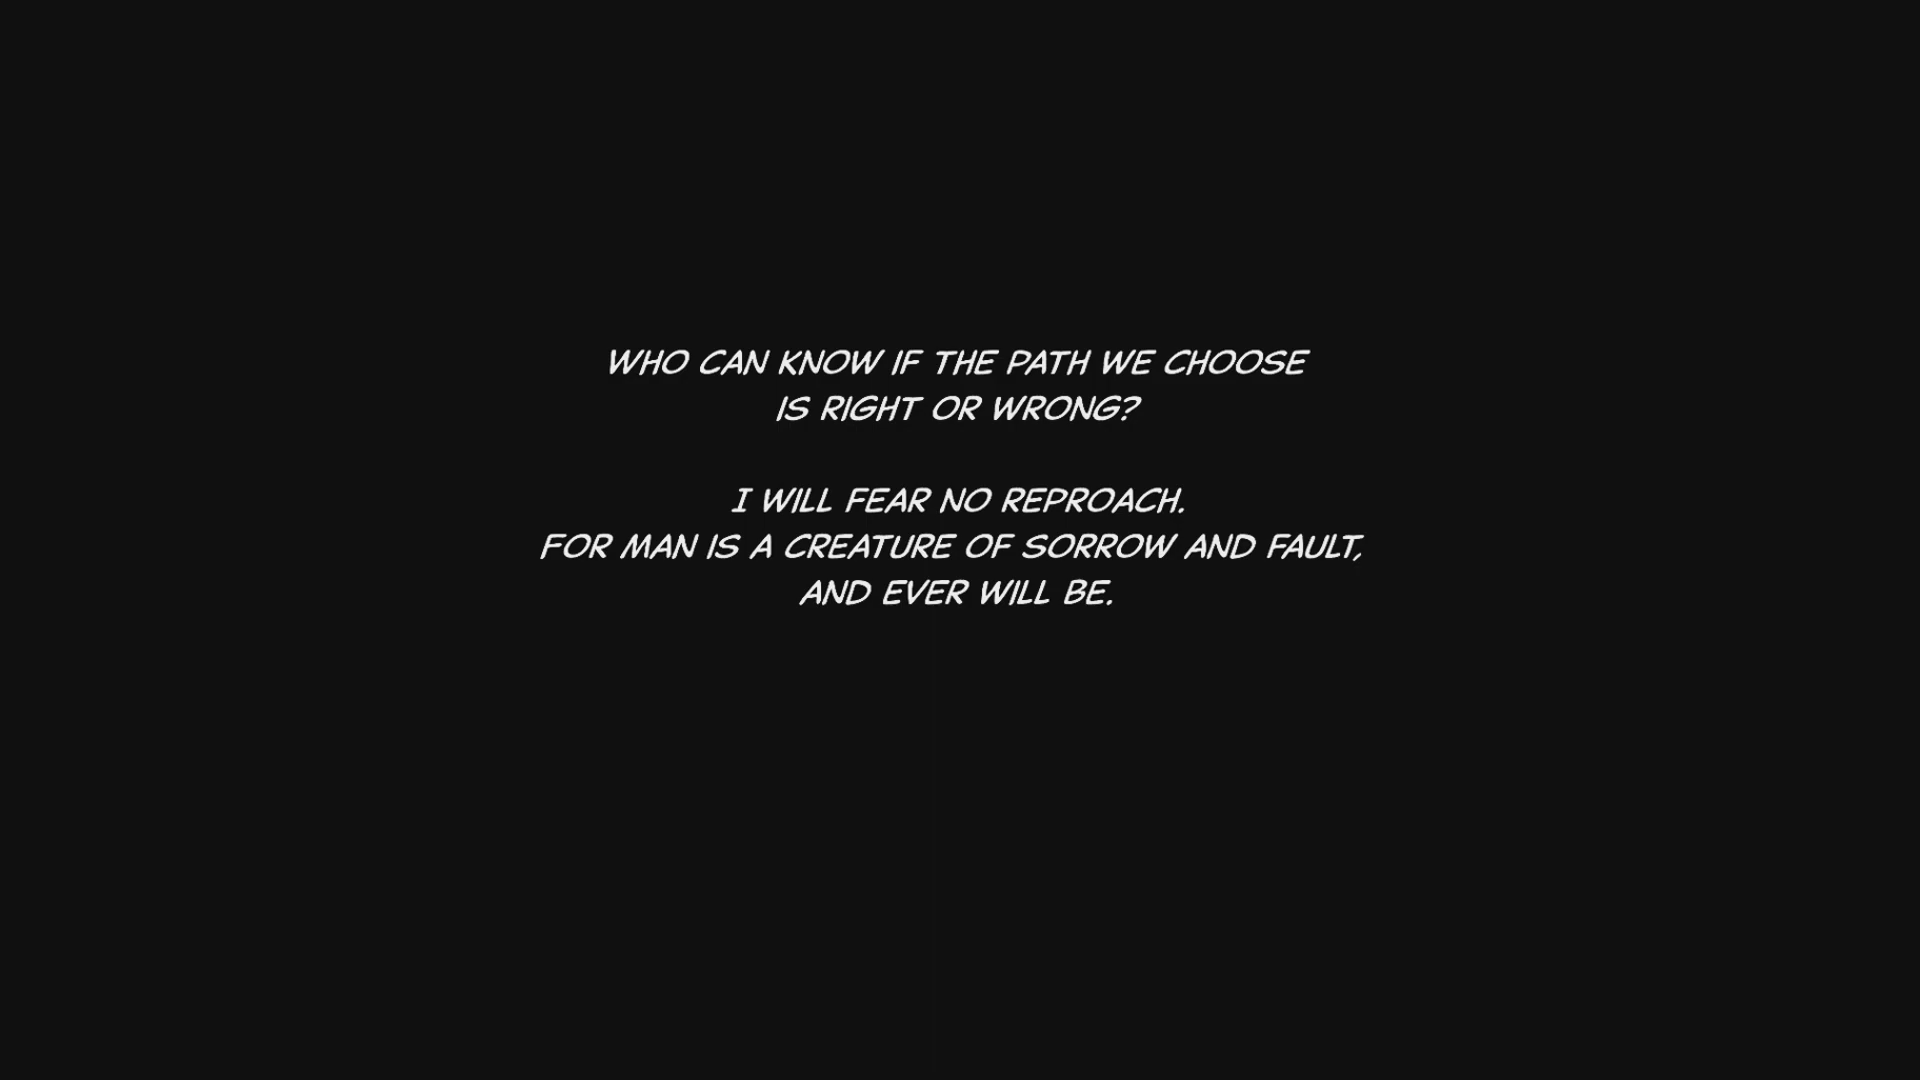 WHO CAN KNOW IF THE PATH WE CHOOSE
IS RIGHT OR WRONG?
I WILL FEAR NO REPROACH.
FOR MAN IS A CREATURE OF SORROW AND FAULT,
AND EVER WILL BE.